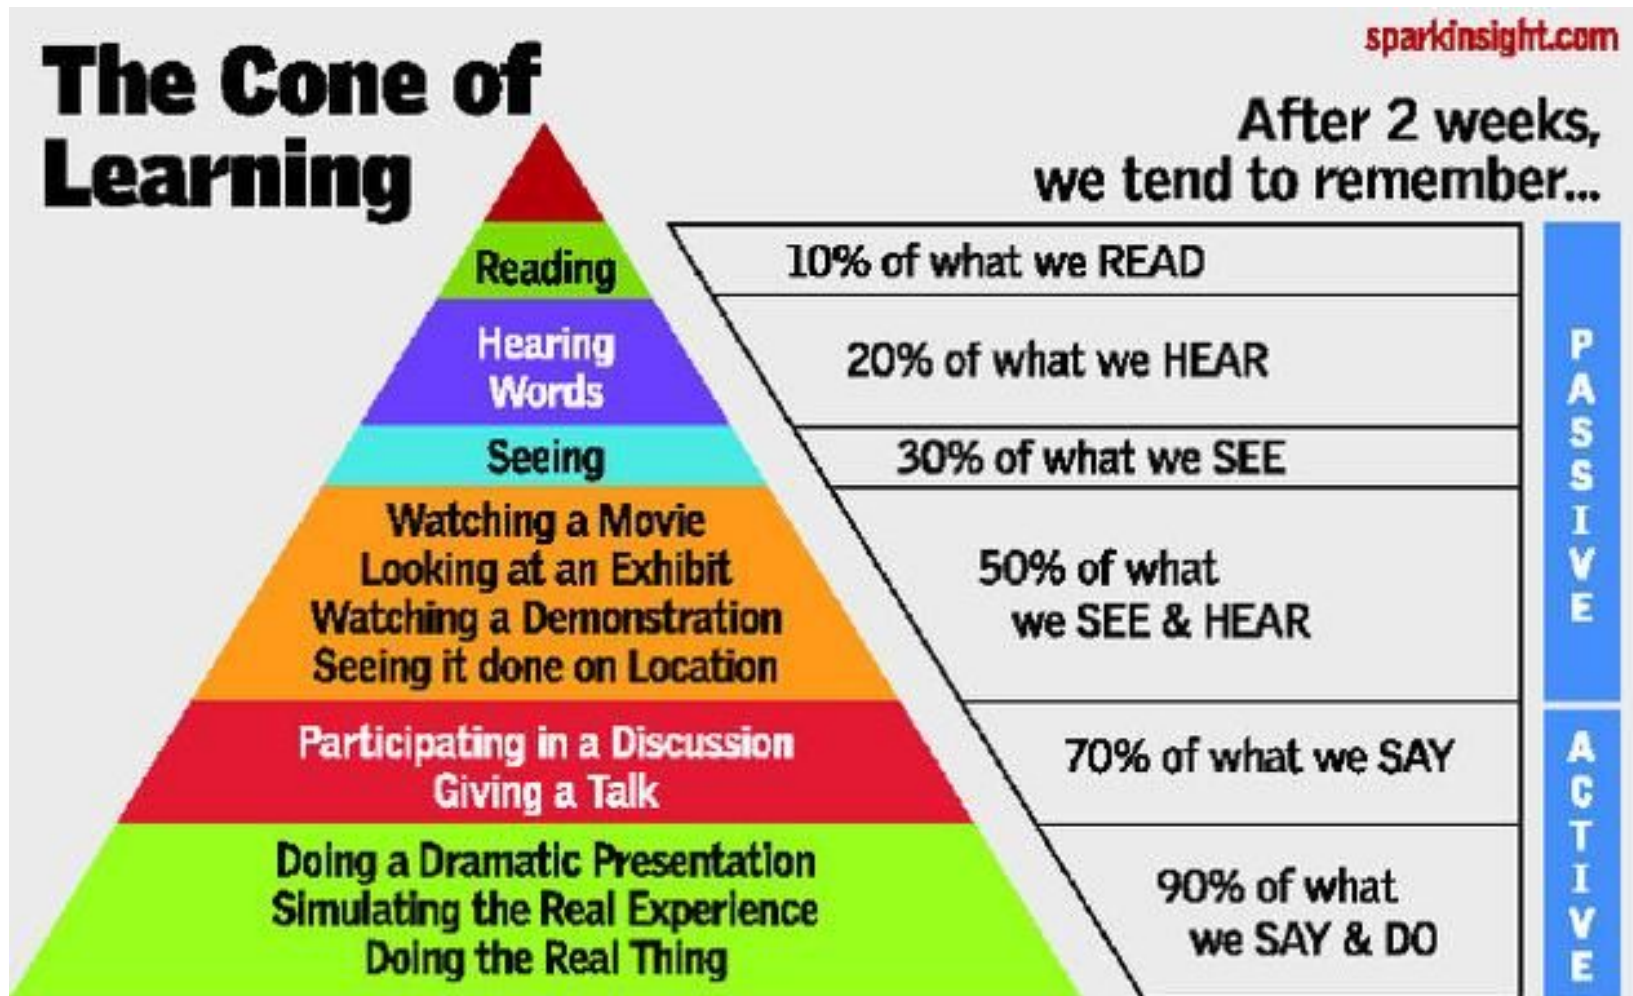 The Cone of
Learning
sparkinsight.com
After 2 weeks,
we tend to remember...
Reading
10% of what we READ
Hearing
Words
20% of what we HEAR
Seeing
30% of what we SEE
Watching a Movie
Looking at an Exhibit
Watching a Demonstration
Seeing it done on Location
50% of what
we SEE & HEAR
PASSIVE
Participating in a Discussion
Giving a Talk
70% of what we SAY
Doing a Dramatic Presentation
Simulating the Real Experience
Doing the Real Thing
90% of what
we SAY & DO
ACTIVE